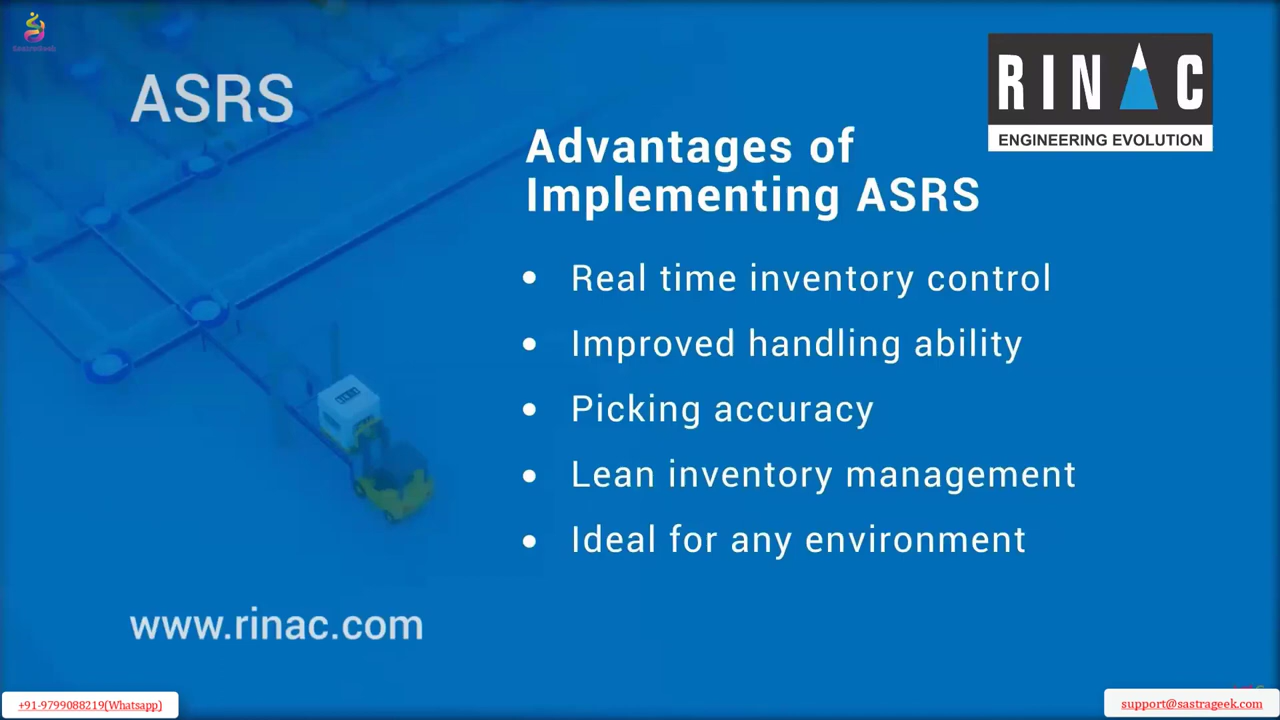 sastrageek
ASRS
RINAC
ENGINEERING EVOLUTION
Advantages of
Implementing ASRS
• Real time inventory control
• Improved handling ability
• Picking accuracy
• Lean inventory management
• Ideal for any environment
www.rinac.com
+91-9799088219(Whatsapp)
support@sastrageek.com